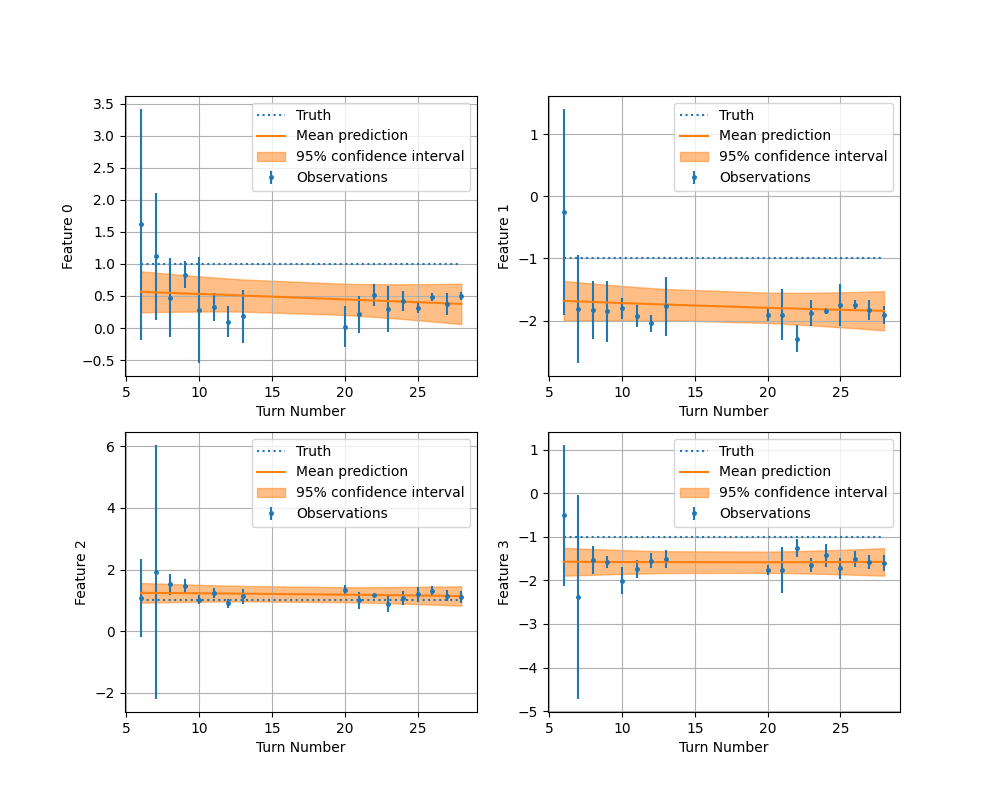 Feature 0
3.5
3.0
2.5
2.0
1.5
1.0
0.5
0.0
−0.5
Truth
Mean prediction
95% confidence interval
Observations
5 10 15 20 25
Turn Number
Feature 1
1
0
−1
−2
Truth
Mean prediction
95% confidence interval
Observations
5 10 15 20 25
Turn Number
Feature 2
6
4
2
0
−2
Truth
Mean prediction
95% confidence interval
Observations
5 10 15 20 25
Turn Number
Feature 3
1
0
−1
−2
−3
−4
−5
Truth
Mean prediction
95% confidence interval
Observations
5 10 15 20 25
Turn Number